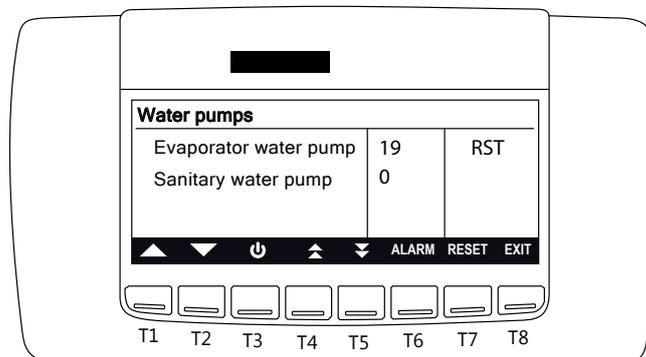 Water pumps
Evaporator water pump 19 RST
Sanitary water pump 0
ALARM RESET EXIT
T1 T2 T3 T4 T5 T6 T7 T8